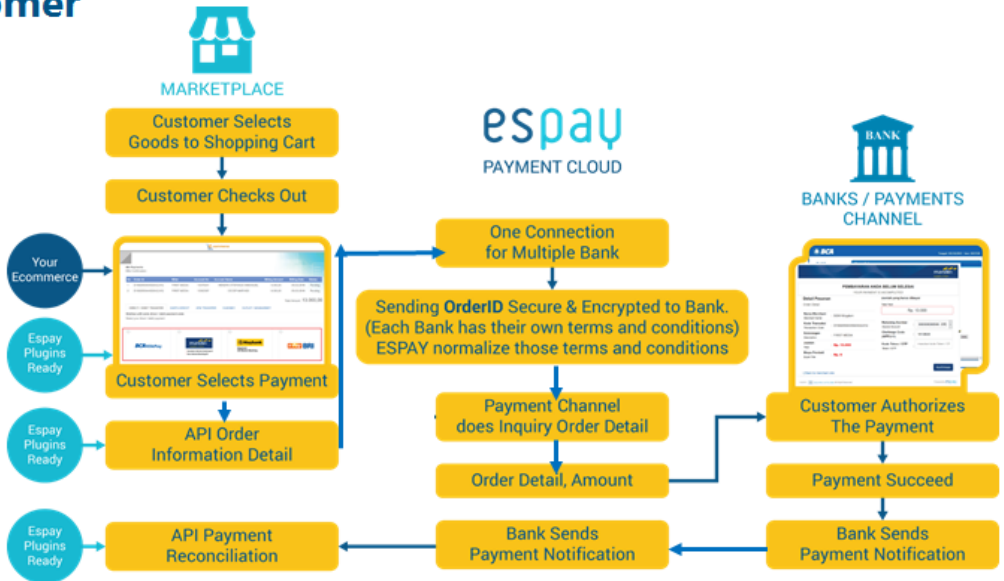 omer
MARKETPLACE
Customer Selects
Goods to Shopping Cart
Customer Checks Out
Your
Ecommerce
Espay
Plugins
Ready
Customer Selects Payment
Espay
Plugins
Ready
API Order
Information Detail
Espay
Plugins
Ready
API Payment
Reconciliation
espay
PAYMENT CLOUD
One Connection
for Multiple Bank
Sending OrderID Secure & Encrypted to Bank.
(Each Bank has their own terms and conditions)
ESPAY normalize those terms and conditions
Payment Channel
does Inquiry Order Detail
Order Detail, Amount
Bank Sends
Payment Notification
BANK
BANKS / PAYMENTS
CHANNEL
BCA
Customer Authorizes
The Payment
Payment Succeed
Bank Sends
Payment Notification